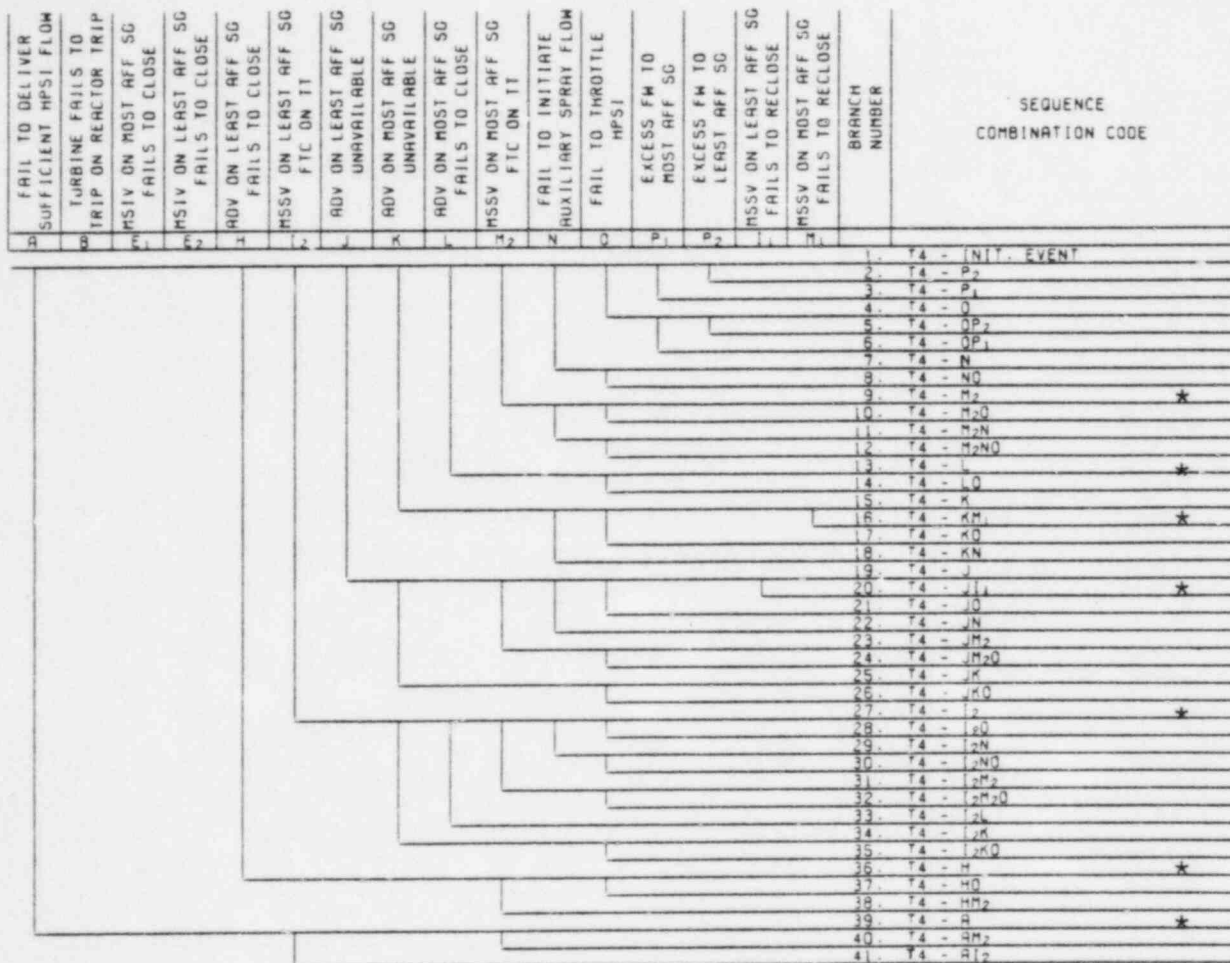 FAIL TO DELIVER
SUFFICIENT HPSI FLOW
TURBINE FAILS TO
TRIP ON REACTOR TRIP
MSIV ON MOST AFF SG
FAILS TO CLOSE
MSIV ON LEAST AFF SG
FAILS TO CLOSE
ADV ON LEAST AFF SG
FAILS TO CLOSE
MSSV ON LEAST AFF SG
FTC ON TT
ADV ON LEAST AFF SG
UNAVAILABLE
ADV ON MOST AFF SG
UNAVAILABLE
ADV ON MOST AFF SG
FAILS TO CLOSE
MSSV ON MOST AFF SG
FTC ON TT
FAIL TO INITIATE
AUXILIARY SPRAY FLOW
FAIL TO THROTTLE
HPSI
EXCESS FW TO
MOST AFF SG
EXCESS FW TO
LEAST AFF SG
MSSV ON LEAST AFF SG
FAILS TO RECLOSE
MSSV ON MOST AFF SG
FAILS TO RECLOSE
BRANCH
NUMBER
SEQUENCE
COMBINATION CODE
A B E₁ E₂ H I₂ J K L M₂ N O P₁ P₂ I₁ M₁
1. T4 - INIT. EVENT
2. T4 - P₂
3. T4 - P₁
4. T4 - O
5. T4 - OP₂
6. T4 - OP₁
7. T4 - N
8. T4 - NO
9. T4 - M₂ *
10. T4 - M₂O
11. T4 - M₂N
12. T4 - M₂NO
13. T4 - L *
14. T4 - LO
15. T4 - K
16. T4 - KM₁ *
17. T4 - KO
18. T4 - KN
19. T4 - J
20. T4 - JI₁ *
21. T4 - JO
22. T4 - JN
23. T4 - JM₂
24. T4 - JM₂O
25. T4 - JK
26. T4 - JKO
27. T4 - I₂ *
28. T4 - I₂O
29. T4 - I₂N
30. T4 - I₂NO
31. T4 - I₂M₂
32. T4 - I₂M₂O
33. T4 - I₂L
34. T4 - I₂K
35. T4 - I₂KO
36. T4 - H *
37. T4 - HO
38. T4 - HM₂
39. T4 - A *
40. T4 - AM₂
41. T4 - AI₂